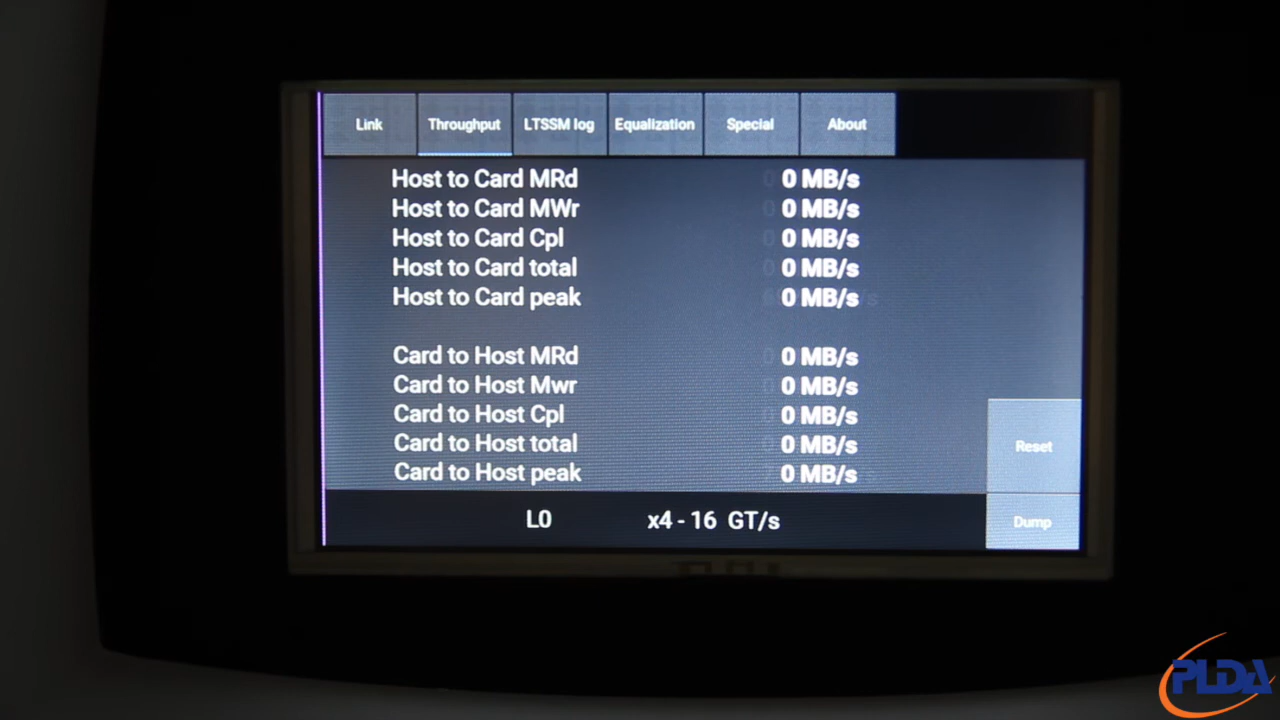 Link Throughput LTSSM log Equalization Special About
Host to Card MRd 0 MB/s
Host to Card MWr 0 MB/s
Host to Card Cpl 0 MB/s
Host to Card total 0 MB/s
Host to Card peak 0 MB/s
Card to Host MRd 0 MB/s
Card to Host Mwr 0 MB/s
Card to Host Cpl 0 MB/s
Card to Host total 0 MB/s
Card to Host peak 0 MB/s
Reset
L0 x4 - 16 GT/s
Dump
PLDA